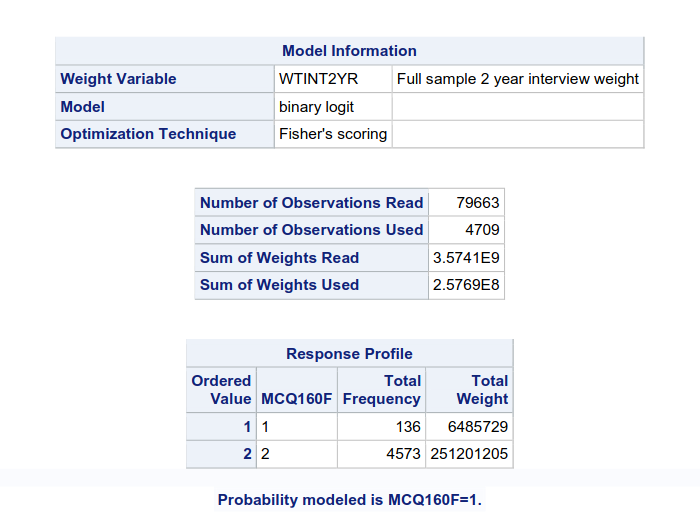 Model Information
Weight Variable WTINT2YR Full sample 2 year interview weight
Model binary logit
Optimization Technique Fisher's scoring
Number of Observations Read 79663
Number of Observations Used 4709
Sum of Weights Read 3.5741E9
Sum of Weights Used 2.5769E8
Response Profile
Ordered Total Total
Value MCQ160F Frequency Weight
1 1 136 6485729
2 2 4573 251201205
Probability modeled is MCQ160F=1.